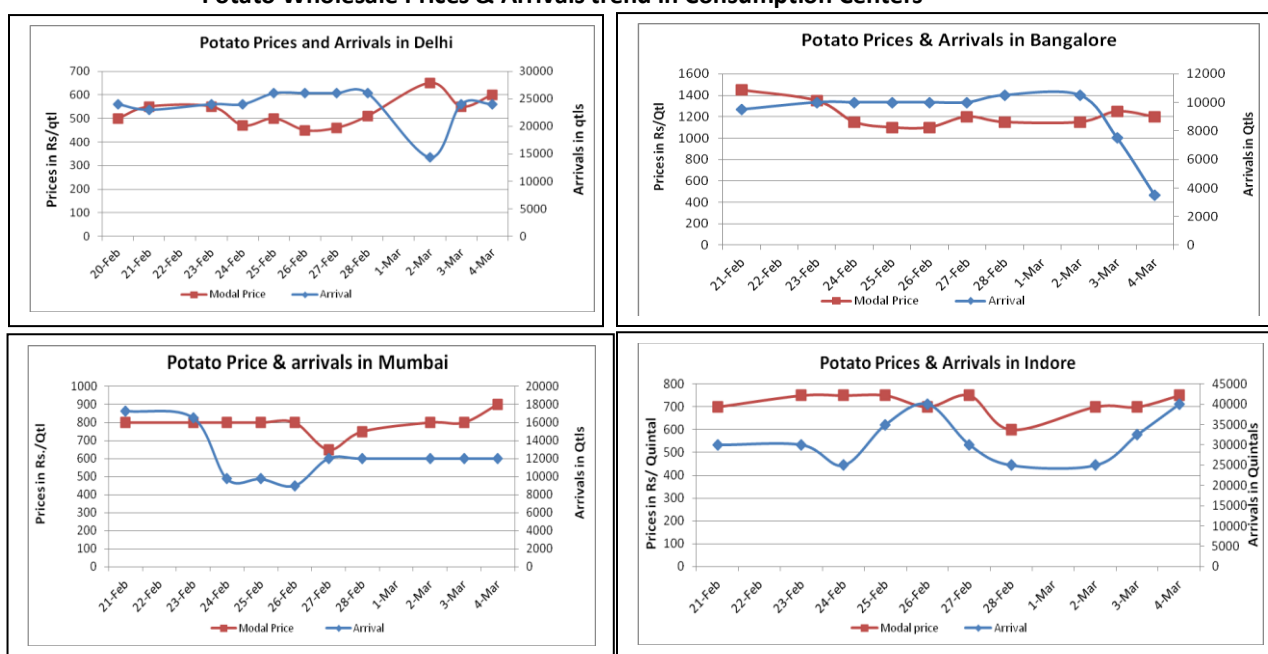 Potato Wholesale Prices & Arrivals trend in Consumption Centers
Potato Prices and Arrivals in Delhi
Prices in Rs/qtl
700
600
500
400
300
200
100
0
30000
25000
20000
15000
10000
5000
0
Arrivals in qtls
20-Feb
21-Feb
22-Feb
23-Feb
24-Feb
25-Feb
26-Feb
27-Feb
28-Feb
1-Mar
2-Mar
3-Mar
4-Mar
Modal Price
Arrival
Potato Prices & Arrivals in Bangalore
Prices in Rs/Qtl
1600
1400
1200
1000
800
600
400
200
0
12000
10000
8000
6000
4000
2000
0
Arrivals in Qtls
21-Feb
22-Feb
23-Feb
24-Feb
25-Feb
26-Feb
27-Feb
28-Feb
1-Mar
2-Mar
3-Mar
4-Mar
Modal Price
Arrival
Potato Price & arrivals in Mumbai
Prices in Rs./Qtl
1000
900
800
700
600
500
400
300
200
100
0
20000
18000
16000
14000
12000
10000
8000
6000
4000
2000
0
Arrivals in Qtls
21-Feb
22-Feb
23-Feb
24-Feb
25-Feb
26-Feb
27-Feb
28-Feb
1-Mar
2-Mar
3-Mar
4-Mar
Modal Price
Arrival
Potato Prices & Arrivals in Indore
Prices in Rs/ Quintal
800
700
600
500
400
300
200
100
0
45000
40000
35000
30000
25000
20000
15000
10000
5000
0
Arrivals in Quintals
21-Feb
22-Feb
23-Feb
24-Feb
25-Feb
26-Feb
27-Feb
28-Feb
1-Mar
2-Mar
3-Mar
4-Mar
Modal price
Arrival